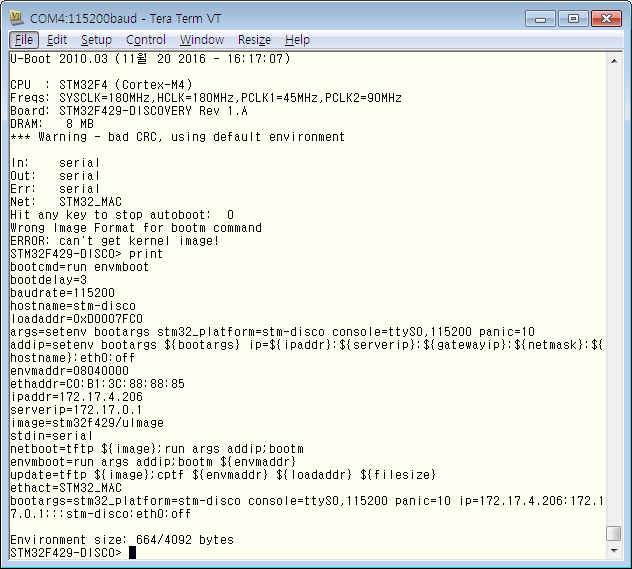 COM4:115200baud - Tera Term VT
File Edit Setup Control Window Resize Help
U-Boot 2010.03 (11월 20 2016 - 16:17:07)
CPU : STM32F4 (Cortex-M4)
Freqs: SYSCLK=180MHz,HCLK=180MHz,PCLK1=45MHz,PCLK2=90MHz
Board: STM32F429-DISCOVERY Rev 1.A
DRAM: 8 MB
*** Warning - bad CRC, using default environment
In: serial
Out: serial
Err: serial
Net: STM32_MAC
Hit any key to stop autoboot: 0
Wrong Image Format for bootm command
ERROR: can't get kernel image!
STM32F429-DISCO> print
bootcmd=run envmboot
bootdelay=3
baudrate=115200
hostname=stm-disco
loadaddr=0xD0007FC0
args=setenv bootargs stm32_platform=stm-disco console=ttyS0,115200 panic=10
addip=setenv bootargs ${bootargs} ip=${ipaddr}:${serverip}:${gatewayip}:${netmask}:${
hostname}:eth0:off
envmaddr=08040000
ethaddr=C0:B1:3C:88:88:85
ipaddr=172.17.4.206
serverip=172.17.0.1
image=stm32f429/uImage
stdin=serial
netboot=tftp ${image};run args addip;bootm
envmboot=run args addip;bootm ${envmaddr}
update=tftp ${image};cptf ${envmaddr} ${loadaddr} ${filesize}
ethact=STM32_MAC
bootargs=stm32_platform=stm-disco console=ttyS0,115200 panic=10 ip=172.17.4.206:172.1
7.0.1:::stm-disco:eth0:off
Environment size: 664/4092 bytes
STM32F429-DISCO>